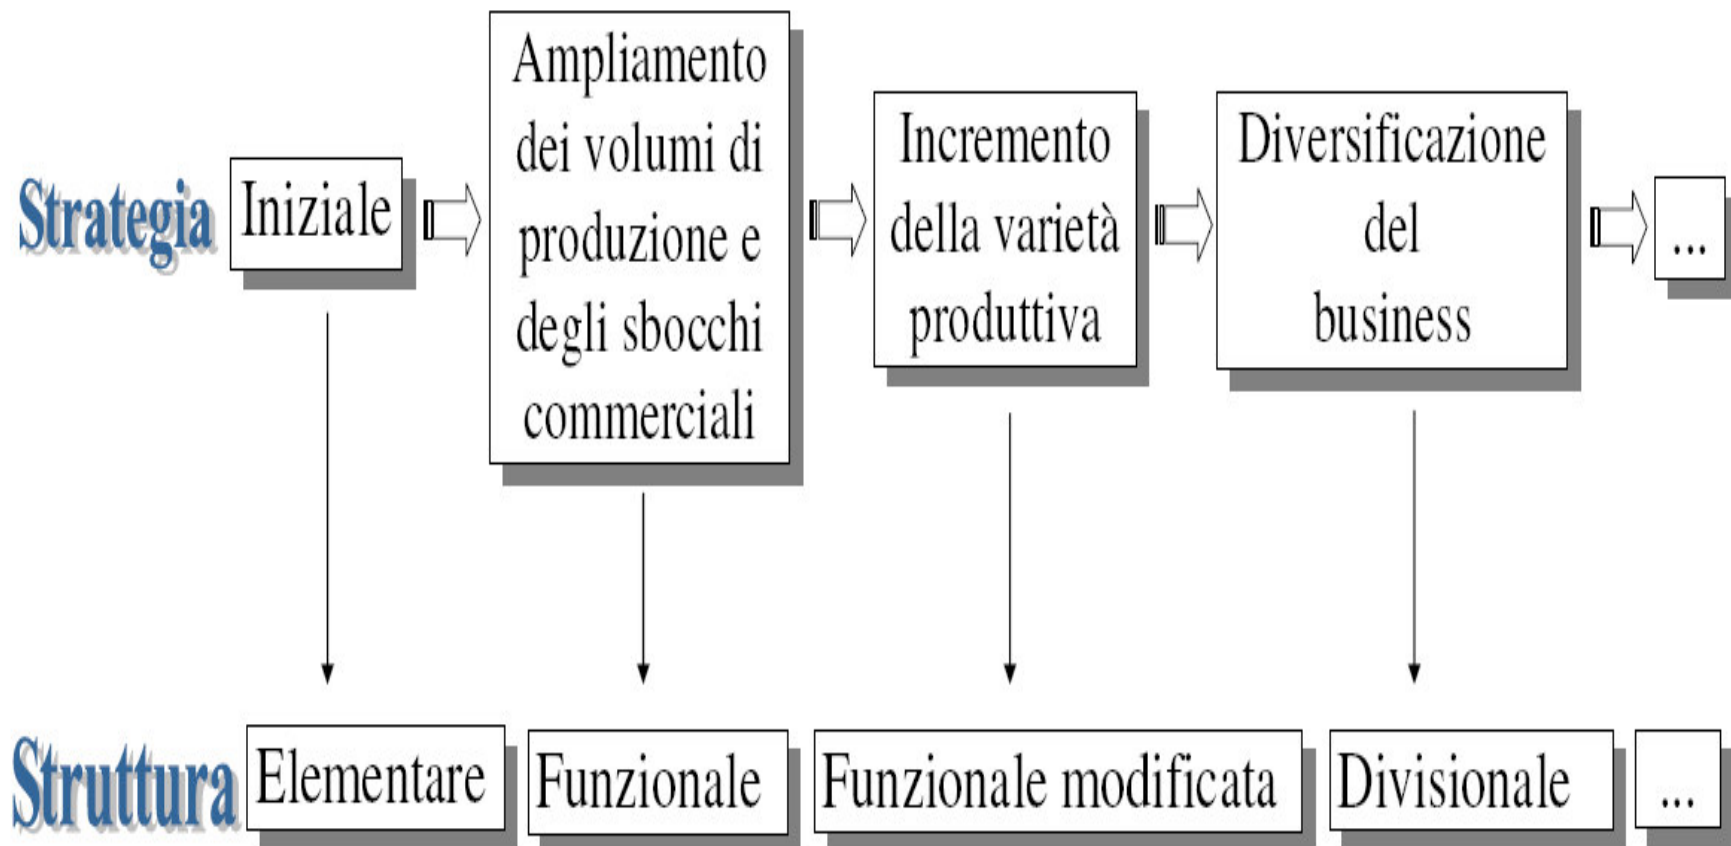 Strategia
Iniziale
Ampliamento
dei volumi di
produzione e
degli sbocchi
commerciali
Incremento
della varietà
produttiva
Diversificazione
del
business
...
Struttura
Elementare
Funzionale
Funzionale modificata
Divisionale
...